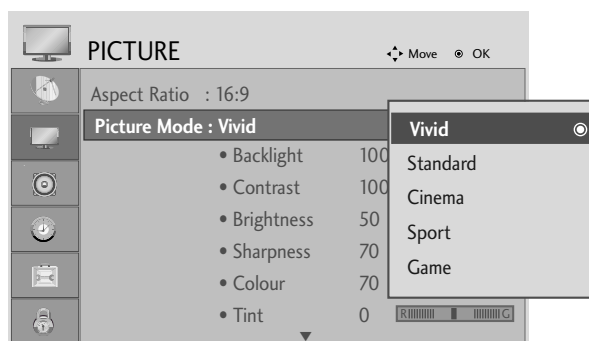 PICTURE Move OK
Aspect Ratio : 16:9
Picture Mode : Vivid
• Backlight 100
• Contrast 100
• Brightness 50
• Sharpness 70
• Colour 70
• Tint 0 R G
Vivid
Standard
Cinema
Sport
Game